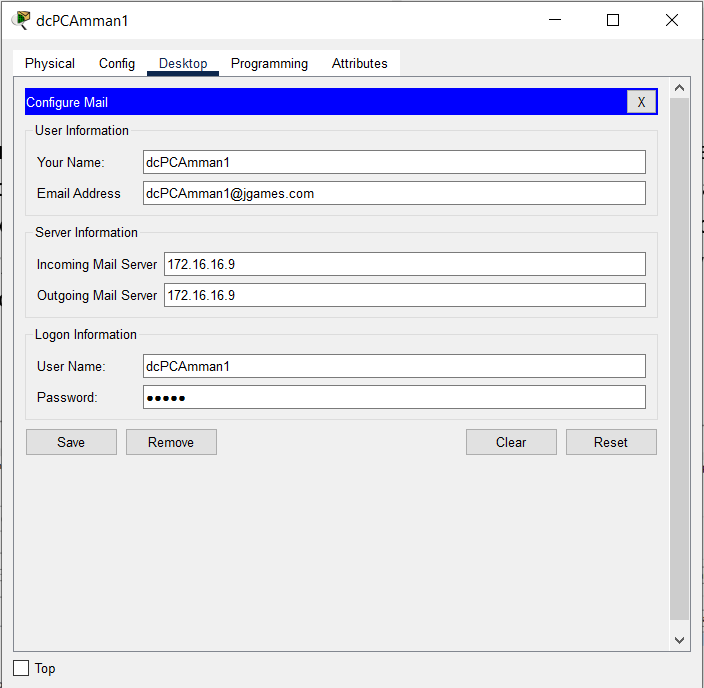 dcPCAmman1
Physical Config Desktop Programming Attributes
Configure Mail X
User Information
Your Name: dcPCAmman1
Email Address dcPCAmman1@jgames.com
Server Information
Incoming Mail Server 172.16.16.9
Outgoing Mail Server 172.16.16.9
Logon Information
User Name: dcPCAmman1
Password: •••••
Save Remove Clear Reset
Top